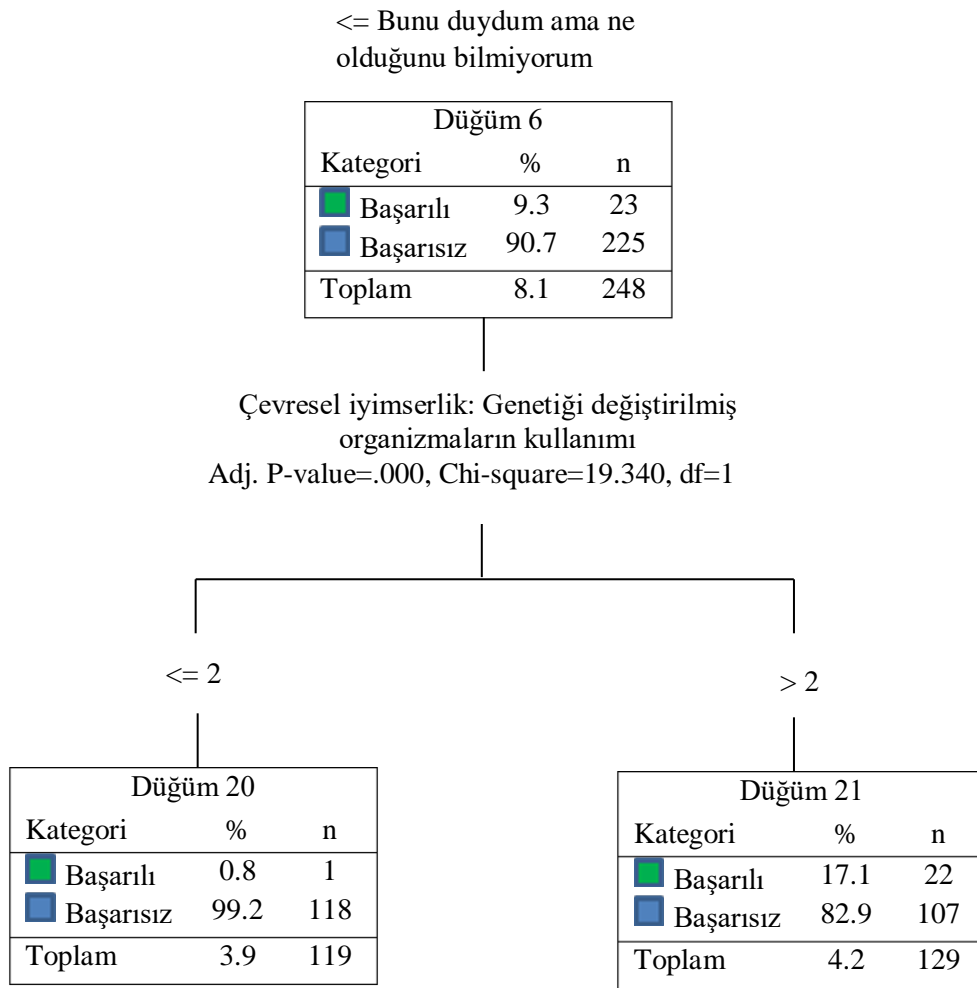 <= Bunu duydum ama ne
olduğunu bilmiyorum
Düğüm 6
Kategori % n
Başarılı 9.3 23
Başarısız 90.7 225
Toplam 8.1 248
Çevresel iyimserlik: Genetiği değiştirilmiş
organizmaların kullanımı
Adj. P-value=.000, Chi-square=19.340, df=1
<= 2
> 2
Düğüm 20
Kategori % n
Başarılı 0.8 1
Başarısız 99.2 118
Toplam 3.9 119
Düğüm 21
Kategori % n
Başarılı 17.1 22
Başarısız 82.9 107
Toplam 4.2 129